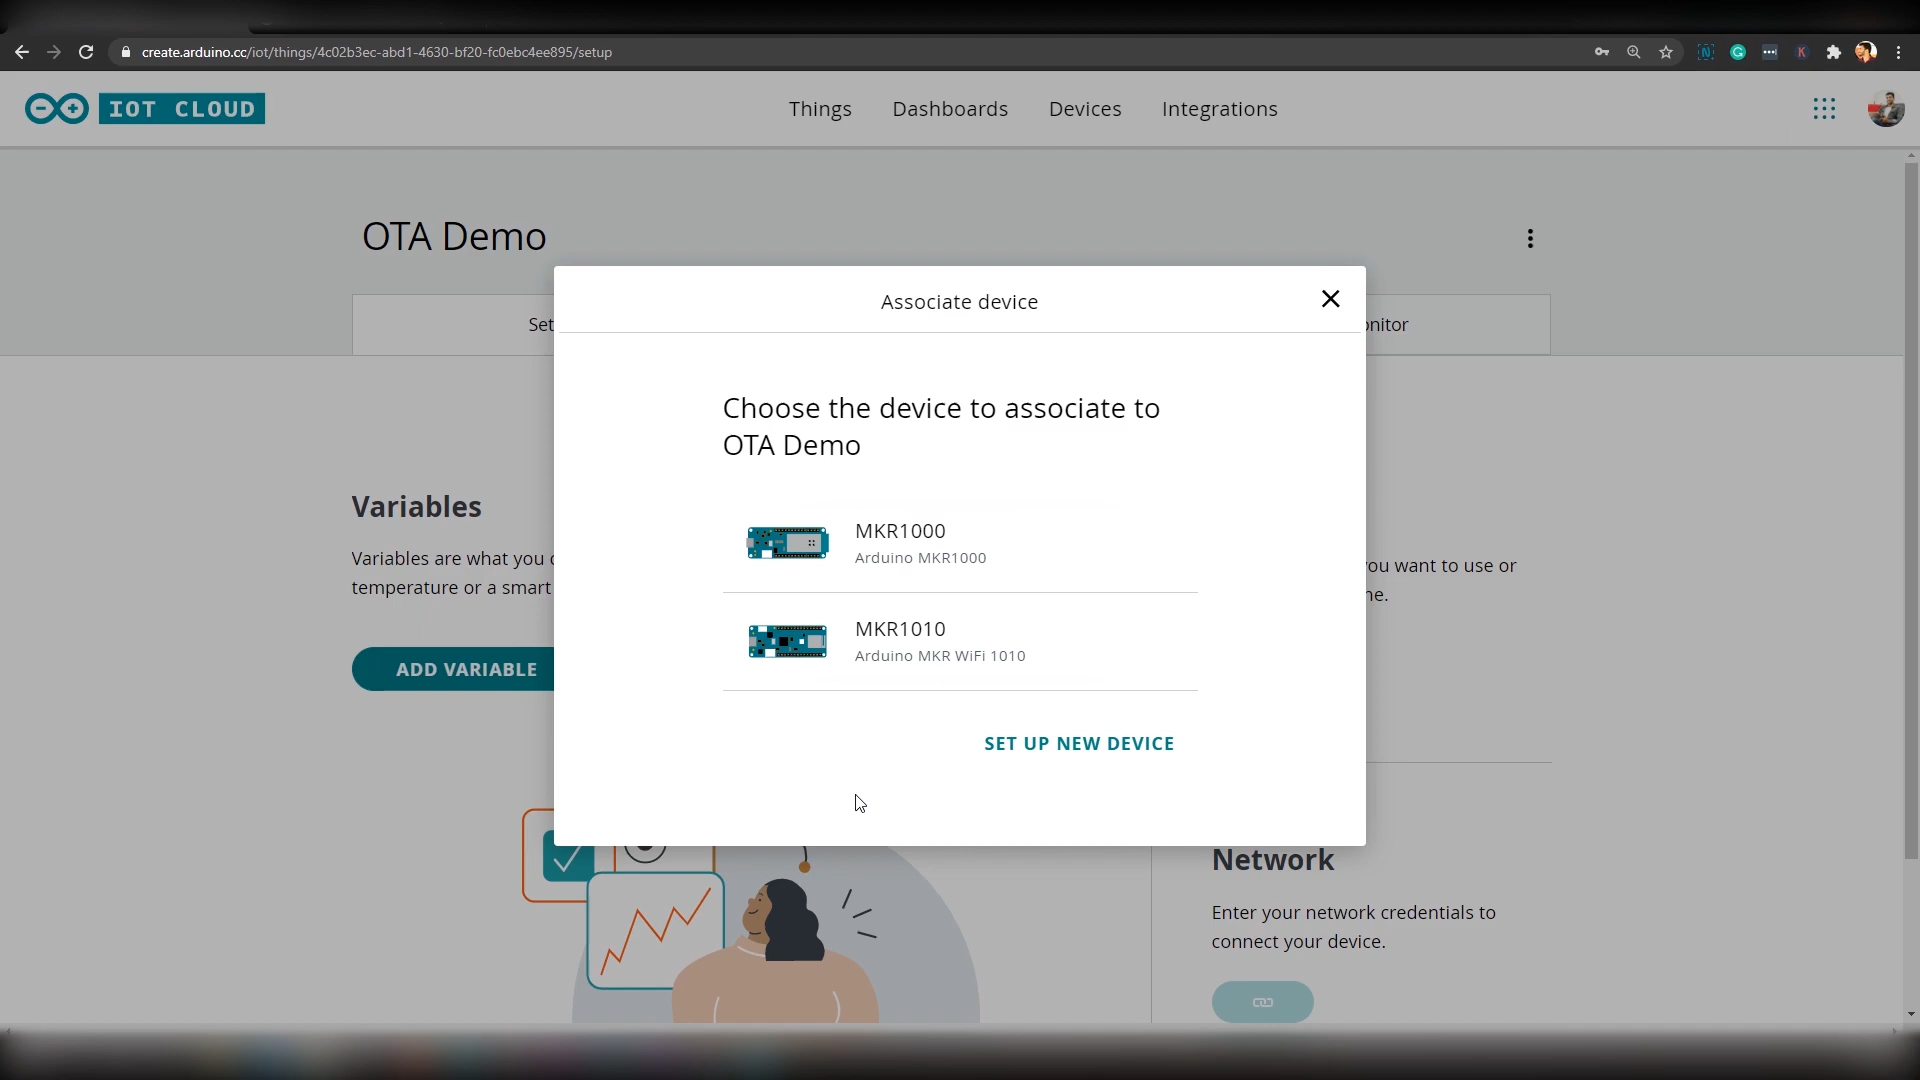 create.arduino.cc/iot/things/4c02b3ec-abd1-4630-bf20-fc0ebc4ee895/setup
IOT CLOUD
Things
Dashboards
Devices
Integrations
OTA Demo
Set
onitor
Associate device
Choose the device to associate to
OTA Demo
MKR1000
Arduino MKR1000
MKR1010
Arduino MKR WiFi 1010
SET UP NEW DEVICE
Variables
Variables are what you
temperature or a smart
ADD VARIABLE
you want to use or
ne.
Network
Enter your network credentials to
connect your device.